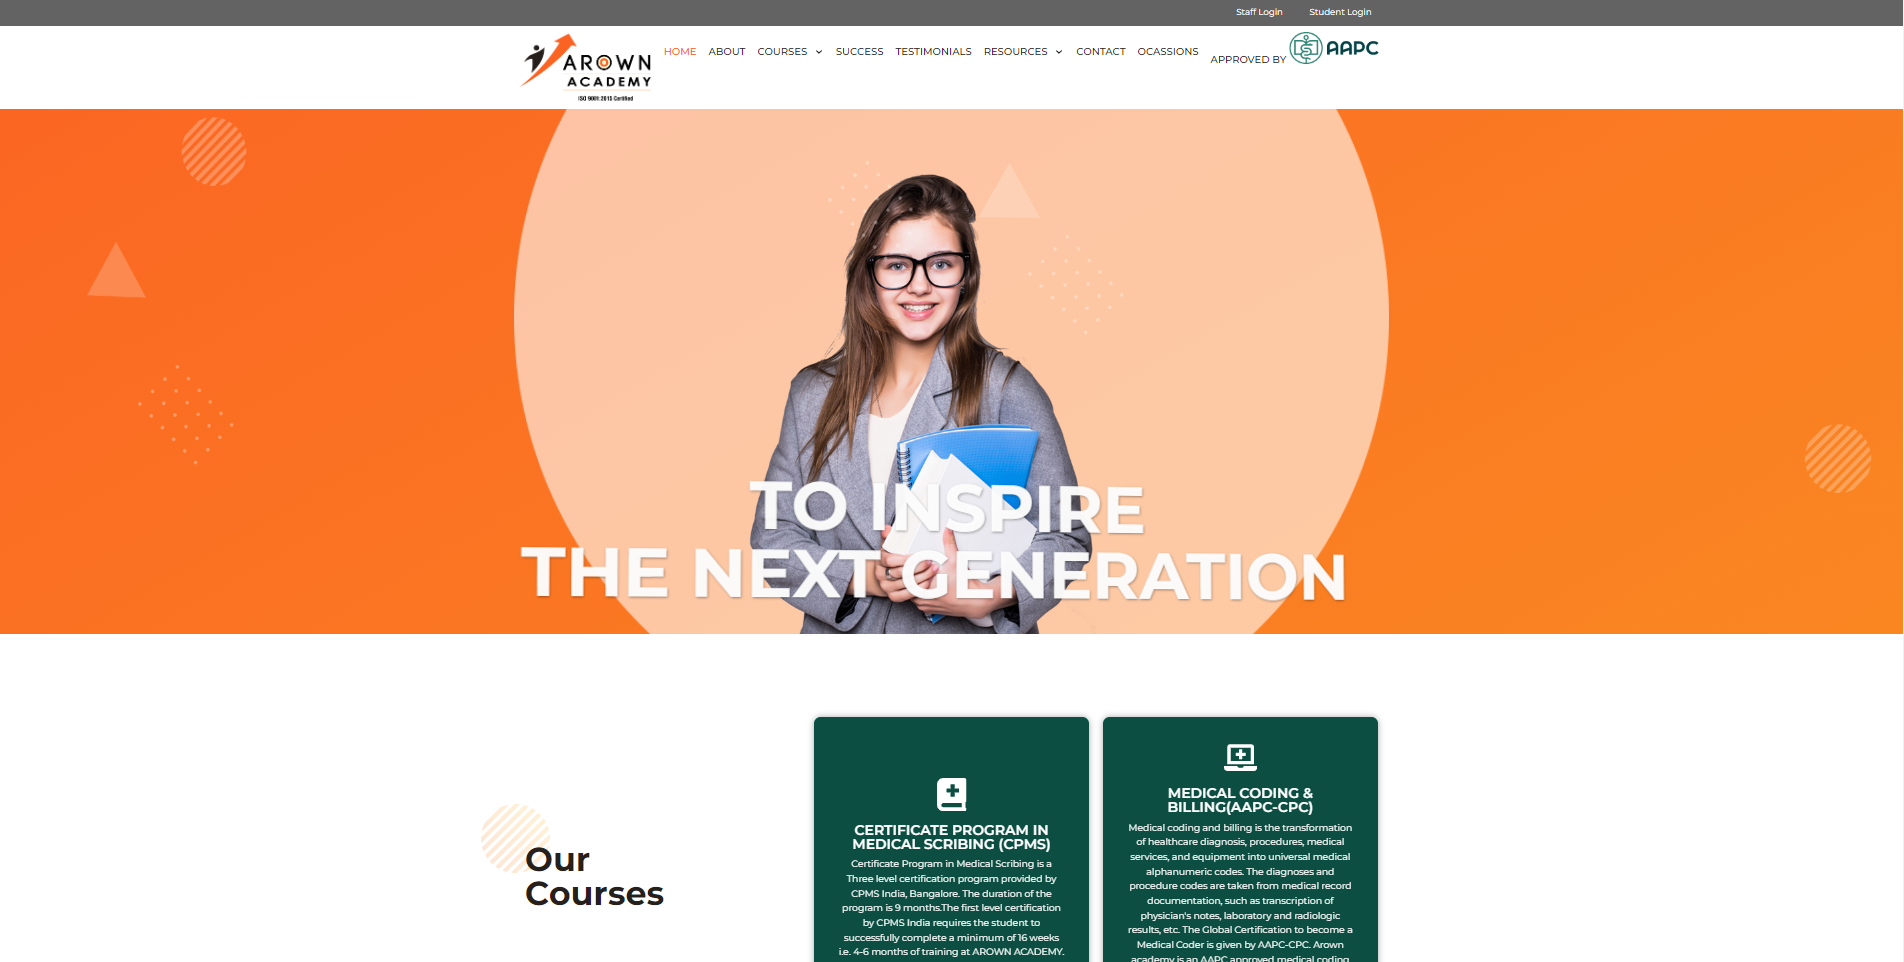 Staff Login
Student Login
AROWN
ACADEMY
ISO 9001:2015 Certified
HOME
ABOUT
COURSES
SUCCESS
TESTIMONIALS
RESOURCES
CONTACT
OCASSIONS
APPROVED BY
AAPC
TO INSPIRE
THE NEXT GENERATION
Our
Courses
CERTIFICATE PROGRAM IN
MEDICAL SCRIBING (CPMS)
Certificate Program in Medical Scribing is a
Three level certification program provided by
CPMS India, Bangalore. The duration of the
program is 9 months.The first level certification
by CPMS India requires the student to
successfully complete a minimum of 16 weeks
i.e. 4-6 months of training at AROWN ACADEMY.
MEDICAL CODING &
BILLING(AAPC-CPC)
Medical coding and billing is the transformation
of healthcare diagnosis, procedures, medical
services, and equipment into universal medical
alphanumeric codes. The diagnoses and
procedure codes are taken from medical record
documentation, such as transcription of
physician's notes, laboratory and radiologic
results, etc. The Global Certification to become a
Medical Coder is given by AAPC-CPC. Arown
academy is an AAPC approved medical coding